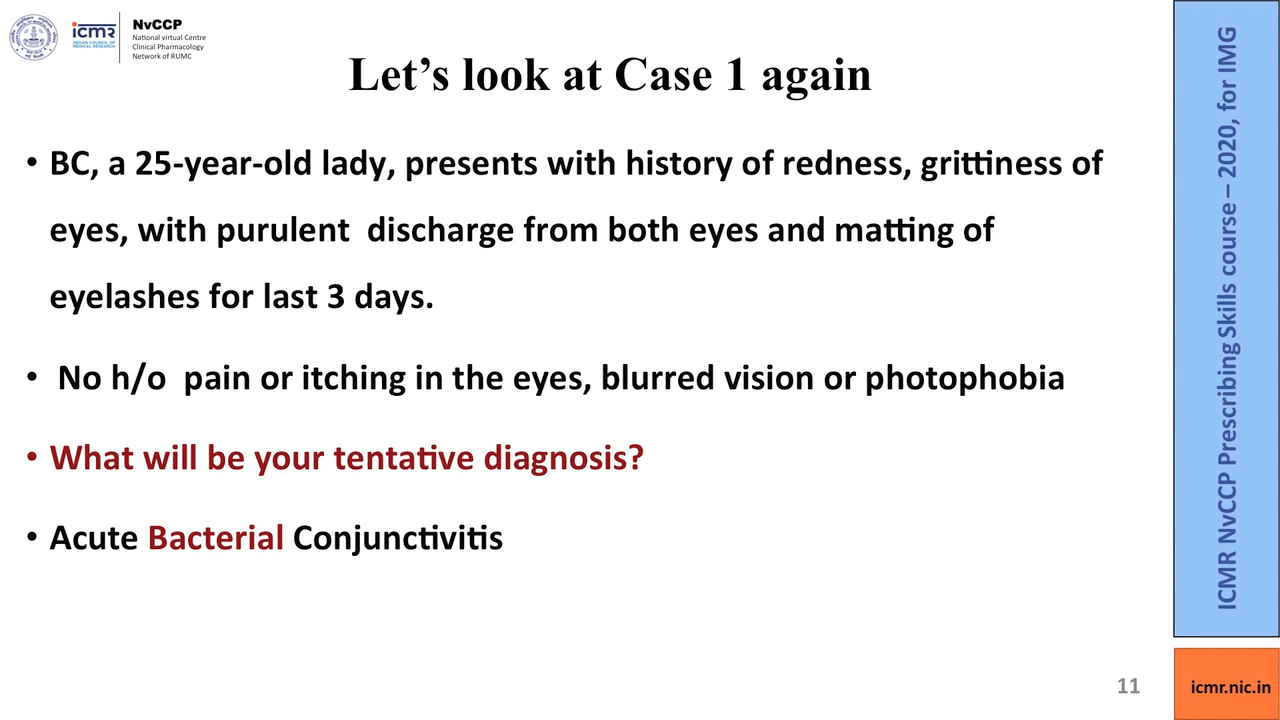 icmr
INDIAN COUNCIL OF
MEDICAL RESEARCH
NvCCP
National virtual Centre
Clinical Pharmacology
Network of RUMC
Let's look at Case 1 again
• BC, a 25-year-old lady, presents with history of redness, grittiness of
eyes, with purulent discharge from both eyes and matting of
eyelashes for last 3 days.
• No h/o pain or itching in the eyes, blurred vision or photophobia
• What will be your tentative diagnosis?
• Acute Bacterial Conjunctivitis
ICMR NvCCP Prescribing Skills course – 2020, for IMG
11
icmr.nic.in